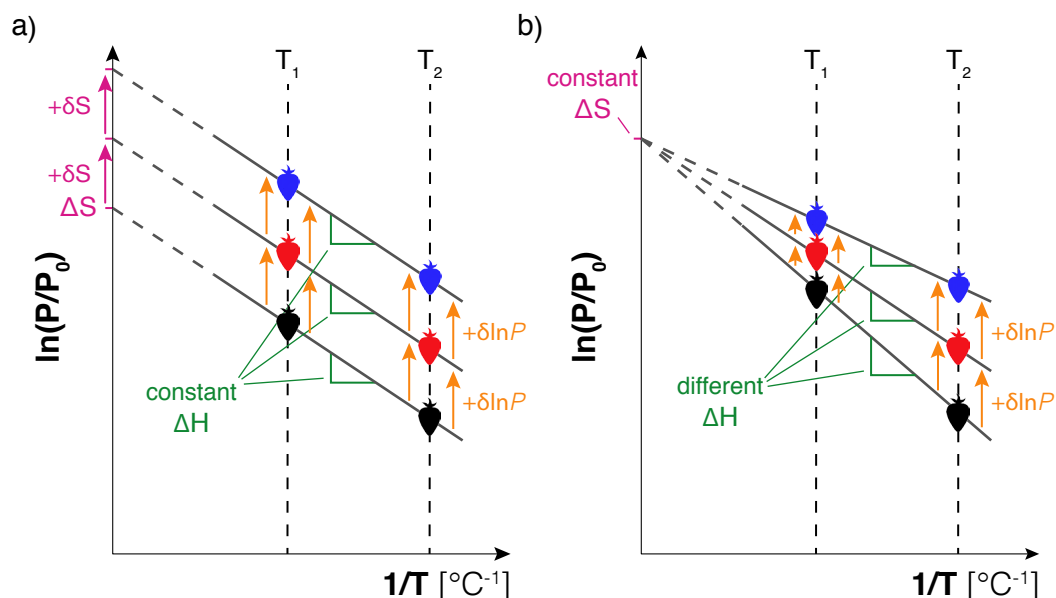 a)
T₁
T₂
+δS
+δS
ΔS
ln(P/P₀)
constant
ΔH
+δlnP
+δlnP
1/T [°C⁻¹]
b)
constant
ΔS
T₁
T₂
ln(P/P₀)
different
ΔH
+δlnP
+δlnP
1/T [°C⁻¹]